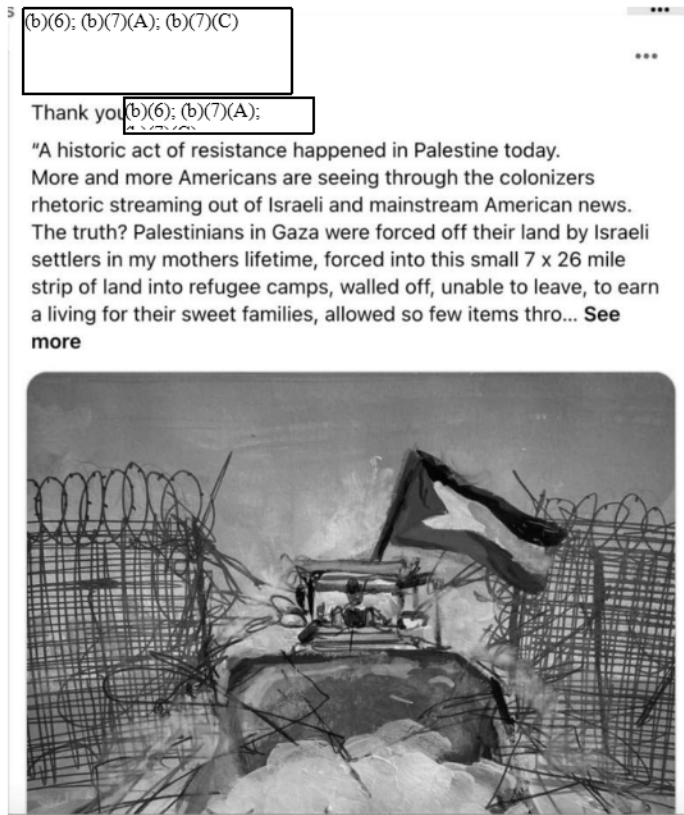 s
(b)(6); (b)(7)(A); (b)(7)(C)
Thank you (b)(6); (b)(7)(A);
“A historic act of resistance happened in Palestine today.
More and more Americans are seeing through the colonizers
rhetoric streaming out of Israeli and mainstream American news.
The truth? Palestinians in Gaza were forced off their land by Israeli
settlers in my mothers lifetime, forced into this small 7 x 26 mile
strip of land into refugee camps, walled off, unable to leave, to earn
a living for their sweet families, allowed so few items thro... See
more